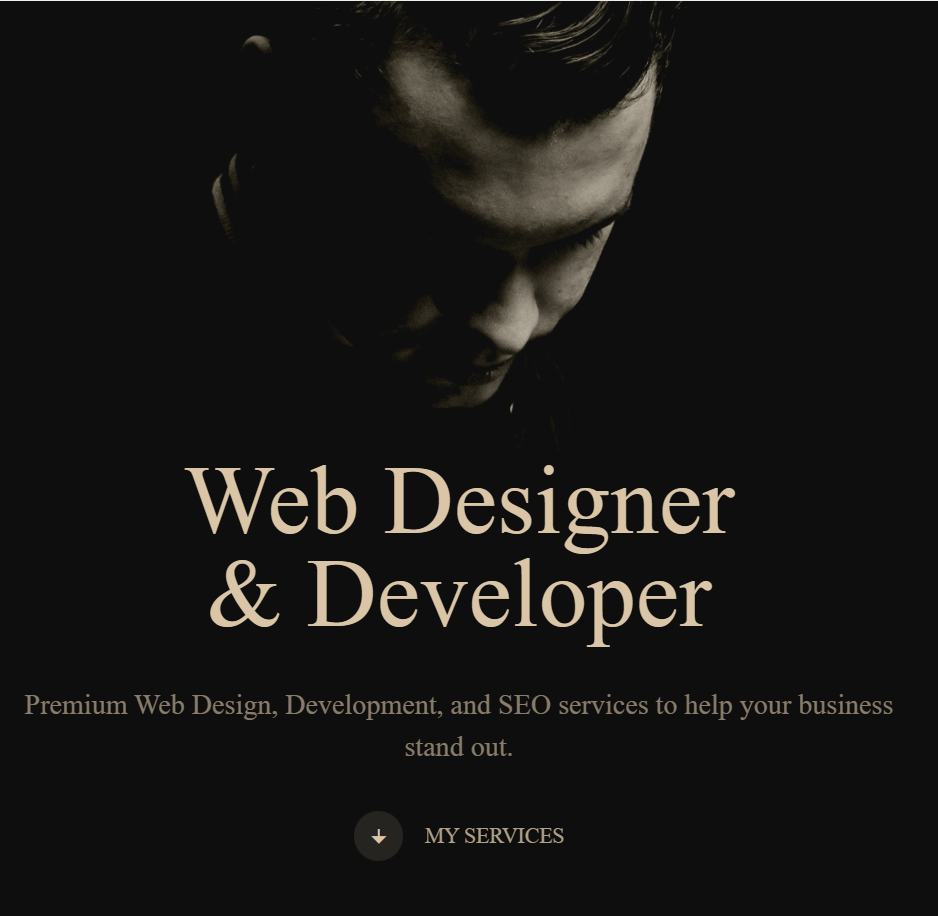 Web Designer
& Developer
Premium Web Design, Development, and SEO services to help your business
stand out.
MY SERVICES